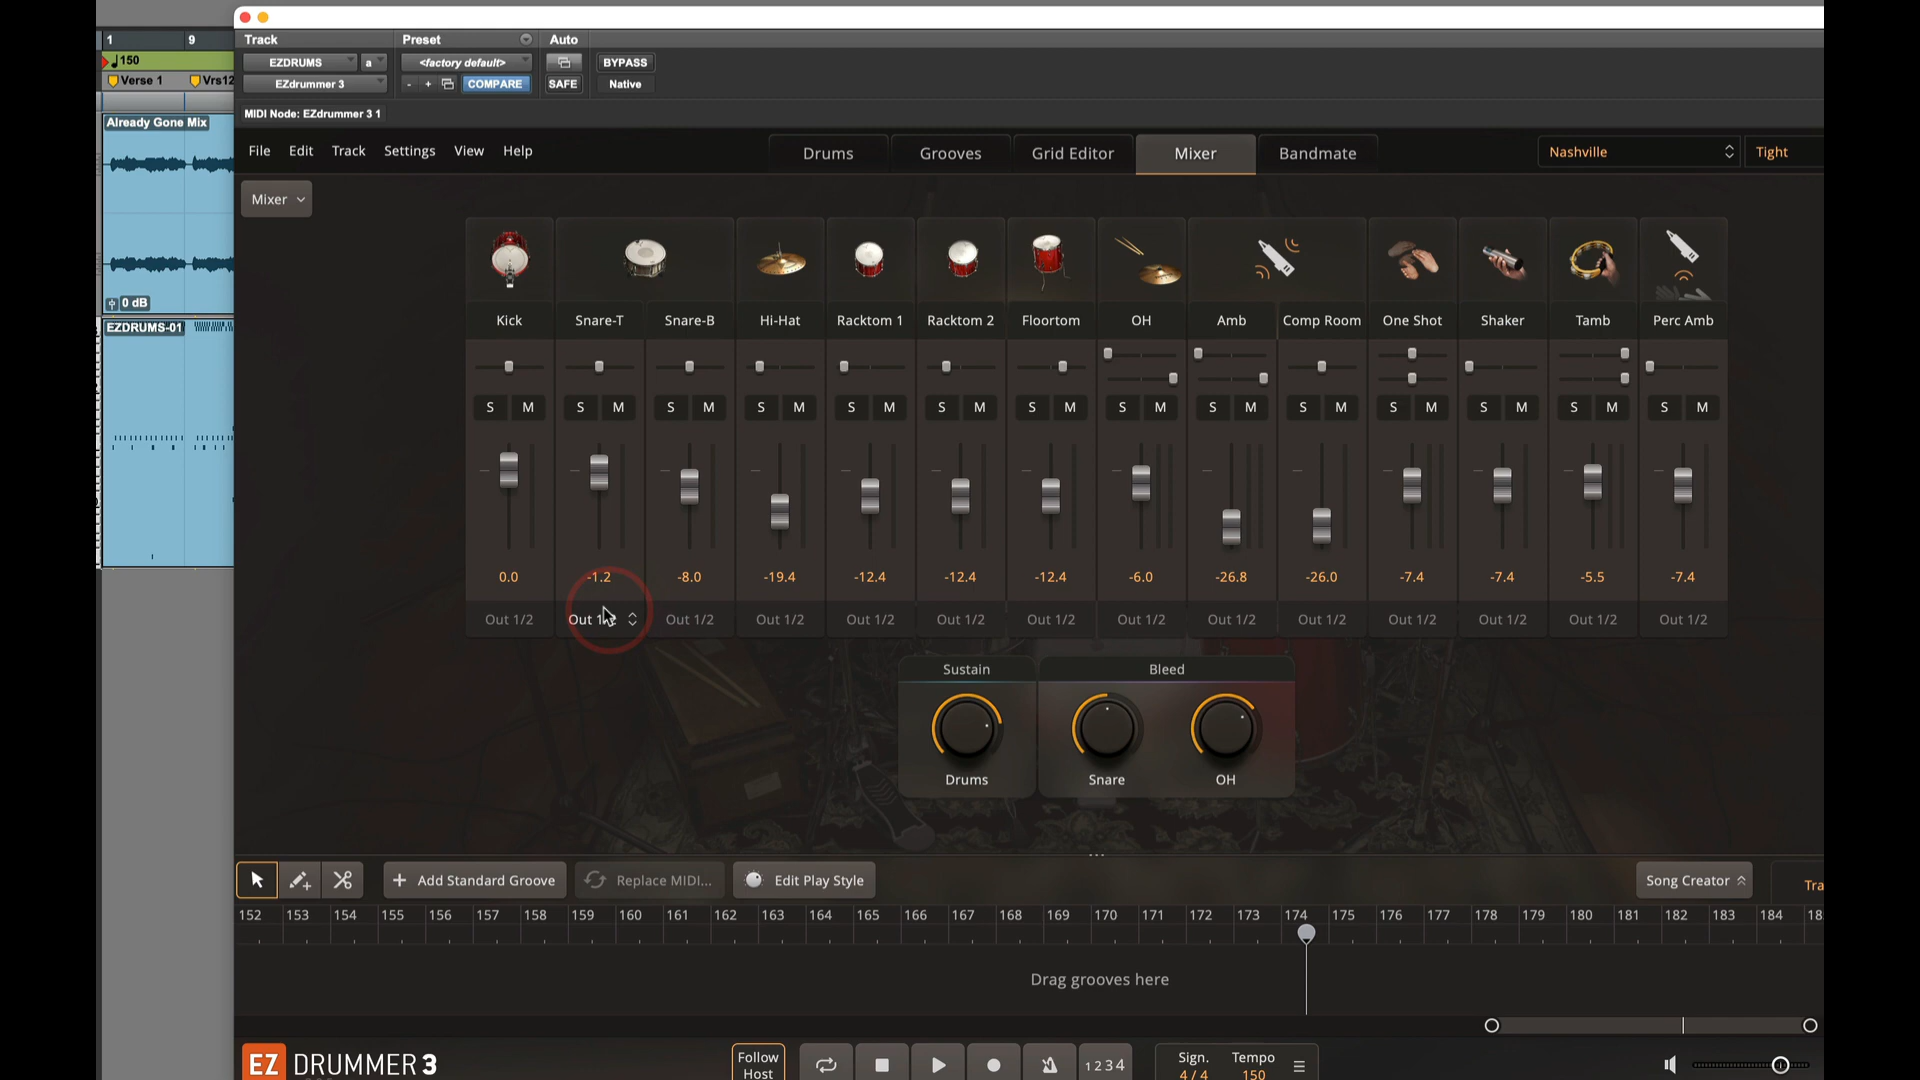 Track Preset Auto
1 9
EZDRUMS a <factory default> BYPASS
150
Verse 1 Vrs12
EZdrummer 3 - + COMPARE SAFE Native
MIDI Node: EZdrummer 3 1
Already Gone Mix
File Edit Track Settings View Help
Drums Grooves Grid Editor Mixer Bandmate
Nashville Tight
Mixer
0 dB
EZDRUMS-01
Kick Snare-T Snare-B Hi-Hat Racktom 1 Racktom 2 Floortom OH Amb Comp Room One Shot Shaker Tamb Perc Amb
S M S M S M S M S M S M S M S M S M S M S M S M S M S M
0.0 -1.2 -8.0 -19.4 -12.4 -12.4 -12.4 -6.0 -26.8 -26.0 -7.4 -7.4 -5.5 -7.4
Out 1/2 Out 1/2 Out 1/2 Out 1/2 Out 1/2 Out 1/2 Out 1/2 Out 1/2 Out 1/2 Out 1/2 Out 1/2 Out 1/2 Out 1/2 Out 1/2
Sustain Bleed
Drums Snare OH
+ Add Standard Groove Replace MIDI... Edit Play Style Song Creator Tra
152 153 154 155 156 157 158 159 160 161 162 163 164 165 166 167 168 169 170 171 172 173 174 175 176 177 178 179 180 181 182 183 184 18
Drag grooves here
EZ DRUMMER 3
Follow
Host
1 2 3 4
Sign. Tempo
4 / 4 150